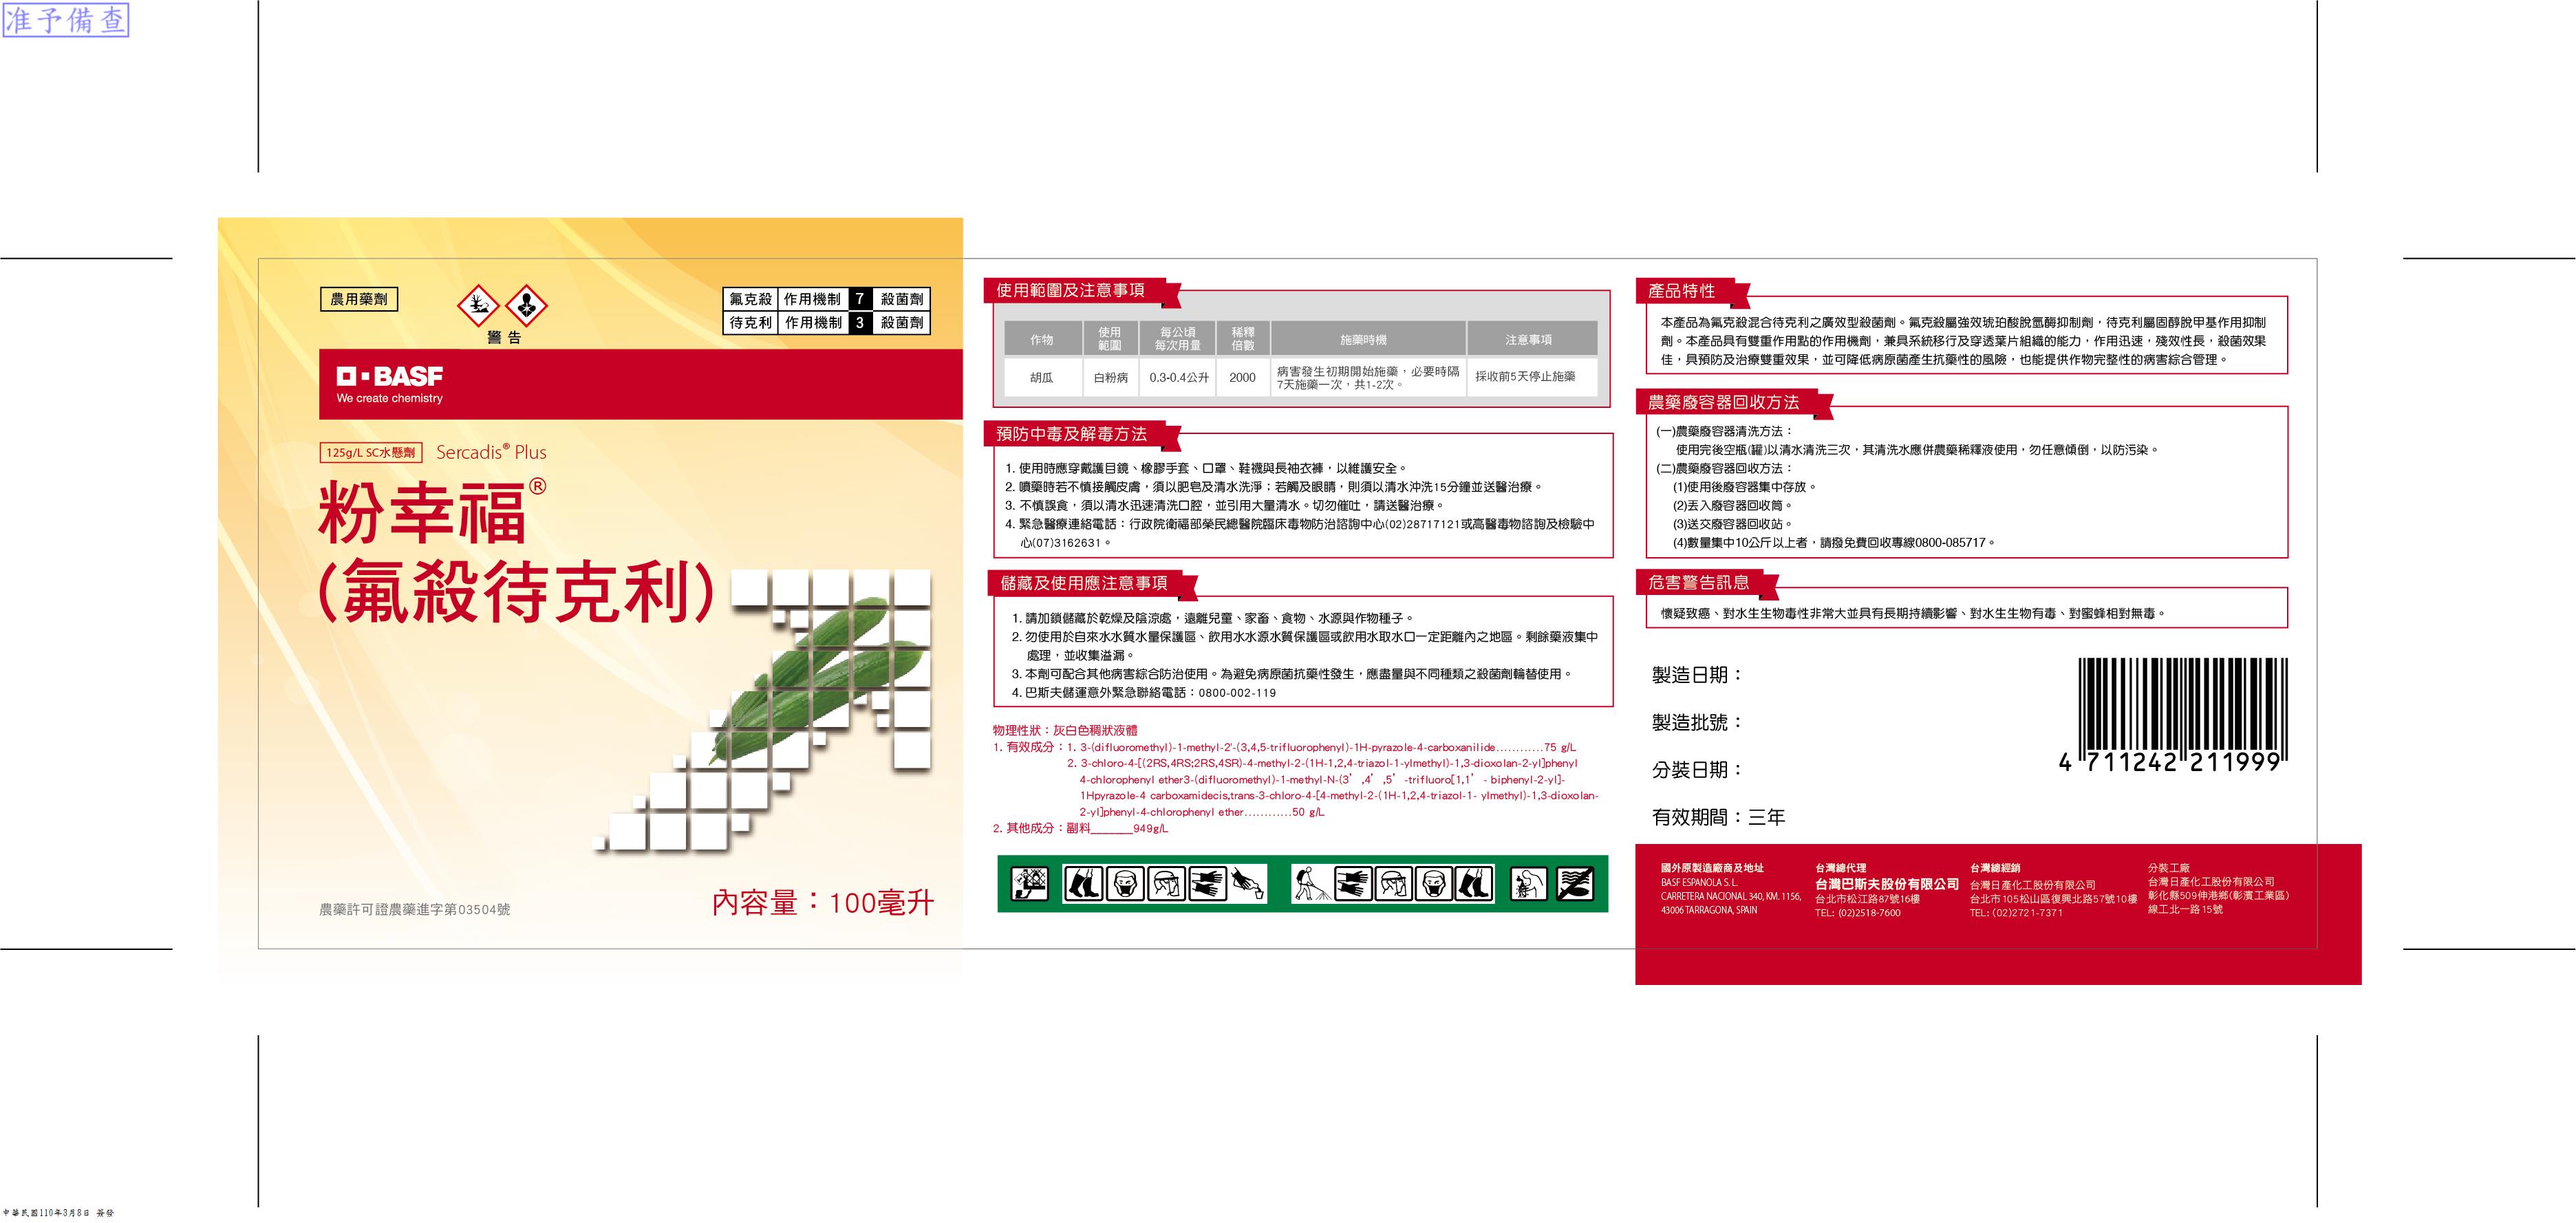 准予備查
農用藥劑
警告
氟克殺 作用機制 7 殺菌劑
待克利 作用機制 3 殺菌劑
BASF
We create chemistry
125g/L SC水懸劑 Sercadis® Plus
粉幸福®
(氟殺待克利)
農藥許可證農藥進字第03504號
內容量：100毫升
使用範圍及注意事項
作物 使用範圍 每公頃每次用量 稀釋倍數 施藥時機 注意事項
胡瓜 白粉病 0.3-0.4公升 2000 病害發生初期開始施藥，必要時隔7天施藥一次，共1-2次。 採收前5天停止施藥
預防中毒及解毒方法
1. 使用時應穿戴護目鏡、橡膠手套、口罩、鞋襪與長袖衣褲，以維護安全。
2. 噴藥時若不慎接觸皮膚，須以肥皂及清水洗淨；若觸及眼睛，則須以清水沖洗15分鐘並送醫治療。
3. 不慎誤食，須以清水迅速清洗口腔，並引用大量清水。切勿催吐，請送醫治療。
4. 緊急醫療連絡電話：行政院衛福部榮民總醫院臨床毒物防治諮詢中心(02)28717121或高醫毒物諮詢及檢驗中
心(07)3162631。
儲藏及使用應注意事項
1. 請加鎖儲藏於乾燥及陰涼處，遠離兒童、家畜、食物、水源與作物種子。
2. 勿使用於自來水水質水量保護區、飲用水水源水質保護區或飲用水取水口一定距離內之地區。剩餘藥液集中
處理，並收集溢漏。
3. 本劑可配合其他病害綜合防治使用。為避免病原菌抗藥性發生，應盡量與不同種類之殺菌劑輪替使用。
4. 巴斯夫儲運意外緊急聯絡電話：0800-002-119
物理性狀：灰白色稠狀液體
1. 有效成分：1. 3-(difluoromethyl)-1-methyl-2'-(3,4,5-trifluorophenyl)-1H-pyrazole-4-carboxanilide............75 g/L
2. 3-chloro-4-[(2RS,4RS;2RS,4SR)-4-methyl-2-(1H-1,2,4-triazol-1-ylmethyl)-1,3-dioxolan-2-yl]phenyl
4-chlorophenyl ether3-(difluoromethyl)-1-methyl-N-(3’,4’,5’-trifluoro[1,1’- biphenyl-2-yl]-
1Hpyrazole-4 carboxamidecis,trans-3-chloro-4-[4-methyl-2-(1H-1,2,4-triazol-1- ylmethyl)-1,3-dioxolan-
2-yl]phenyl-4-chlorophenyl ether............50 g/L
2. 其他成分：副料______949g/L
產品特性
本產品為氟克殺混合待克利之廣效型殺菌劑。氟克殺屬強效琥珀酸脫氫酶抑制劑，待克利屬固醇脫甲基作用抑制
劑。本產品具有雙重作用點的作用機劑，兼具系統移行及穿透葉片組織的能力，作用迅速，殘效性長，殺菌效果
佳，具預防及治療雙重效果，並可降低病原菌產生抗藥性的風險，也能提供作物完整性的病害綜合管理。
農藥廢容器回收方法
(一)農藥廢容器清洗方法：
使用完後空瓶(罐)以清水清洗三次，其清洗水應併農藥稀釋液使用，勿任意傾倒，以防污染。
(二)農藥廢容器回收方法：
(1)使用後廢容器集中存放。
(2)丟入廢容器回收筒。
(3)送交廢容器回收站。
(4)數量集中10公斤以上者，請撥免費回收專線0800-085717。
危害警告訊息
懷疑致癌、對水生生物毒性非常大並具有長期持續影響、對水生生物有毒、對蜜蜂相對無毒。
製造日期：
製造批號：
分裝日期：
有效期間：三年
4 711242 211999
國外原製造廠商及地址
BASF ESPANOLA S. L.
CARRETERA NACIONAL 340, KM. 1156,
43006 TARRAGONA, SPAIN
台灣總代理
台灣巴斯夫股份有限公司
台北市松江路87號16樓
TEL: (02)2518-7600
台灣總經銷
台灣日產化工股份有限公司
台北市105松山區復興北路57號10樓
TEL: (02)2721-7371
分裝工廠
台灣日產化工股份有限公司
彰化縣509伸港鄉(彰濱工業區)
線工北一路15號
中華民國110年3月8日 簽發